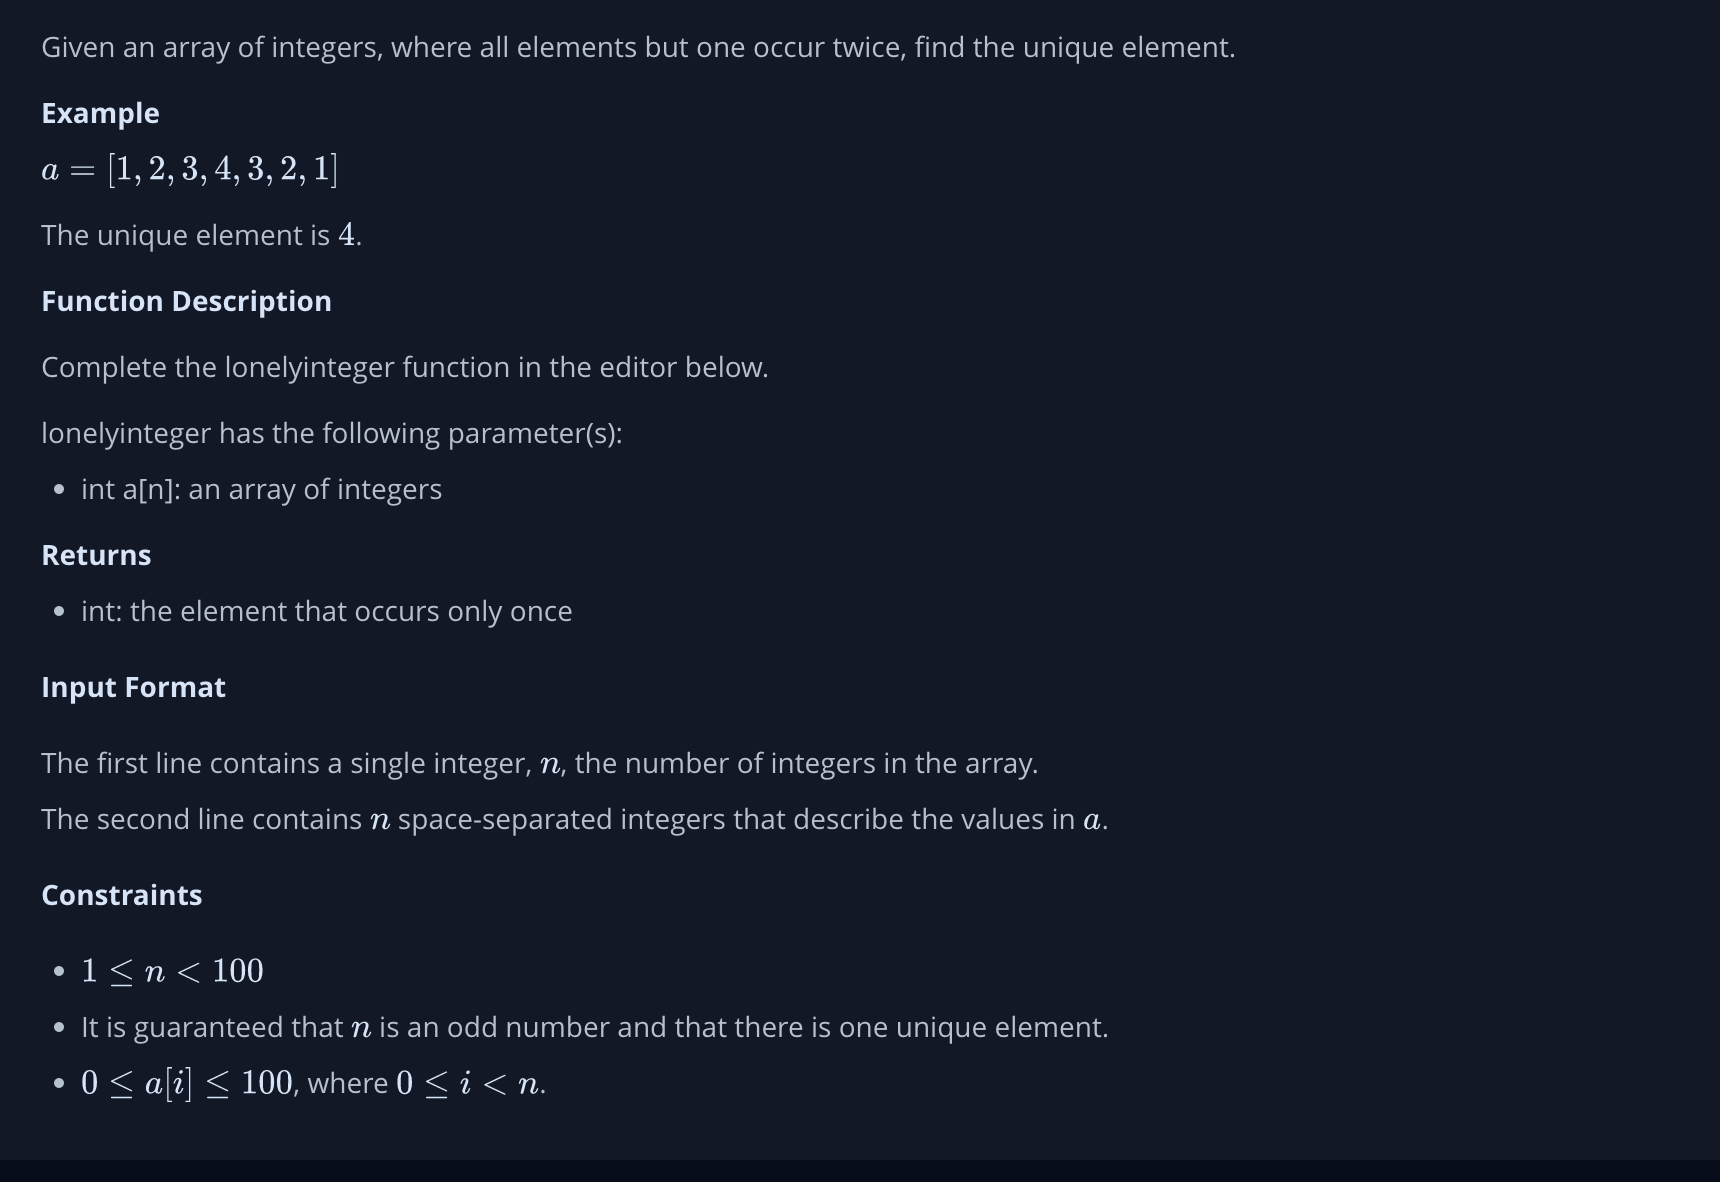 Given an array of integers, where all elements but one occur twice, find the unique element.
Example
a = [1, 2, 3, 4, 3, 2, 1]
The unique element is 4.
Function Description
Complete the lonelyinteger function in the editor below.
lonelyinteger has the following parameter(s):
• int a[n]: an array of integers
Returns
• int: the element that occurs only once
Input Format
The first line contains a single integer, n, the number of integers in the array.
The second line contains n space-separated integers that describe the values in a.
Constraints
• 1 ≤ n < 100
• It is guaranteed that n is an odd number and that there is one unique element.
• 0 ≤ a[i] ≤ 100, where 0 ≤ i < n.